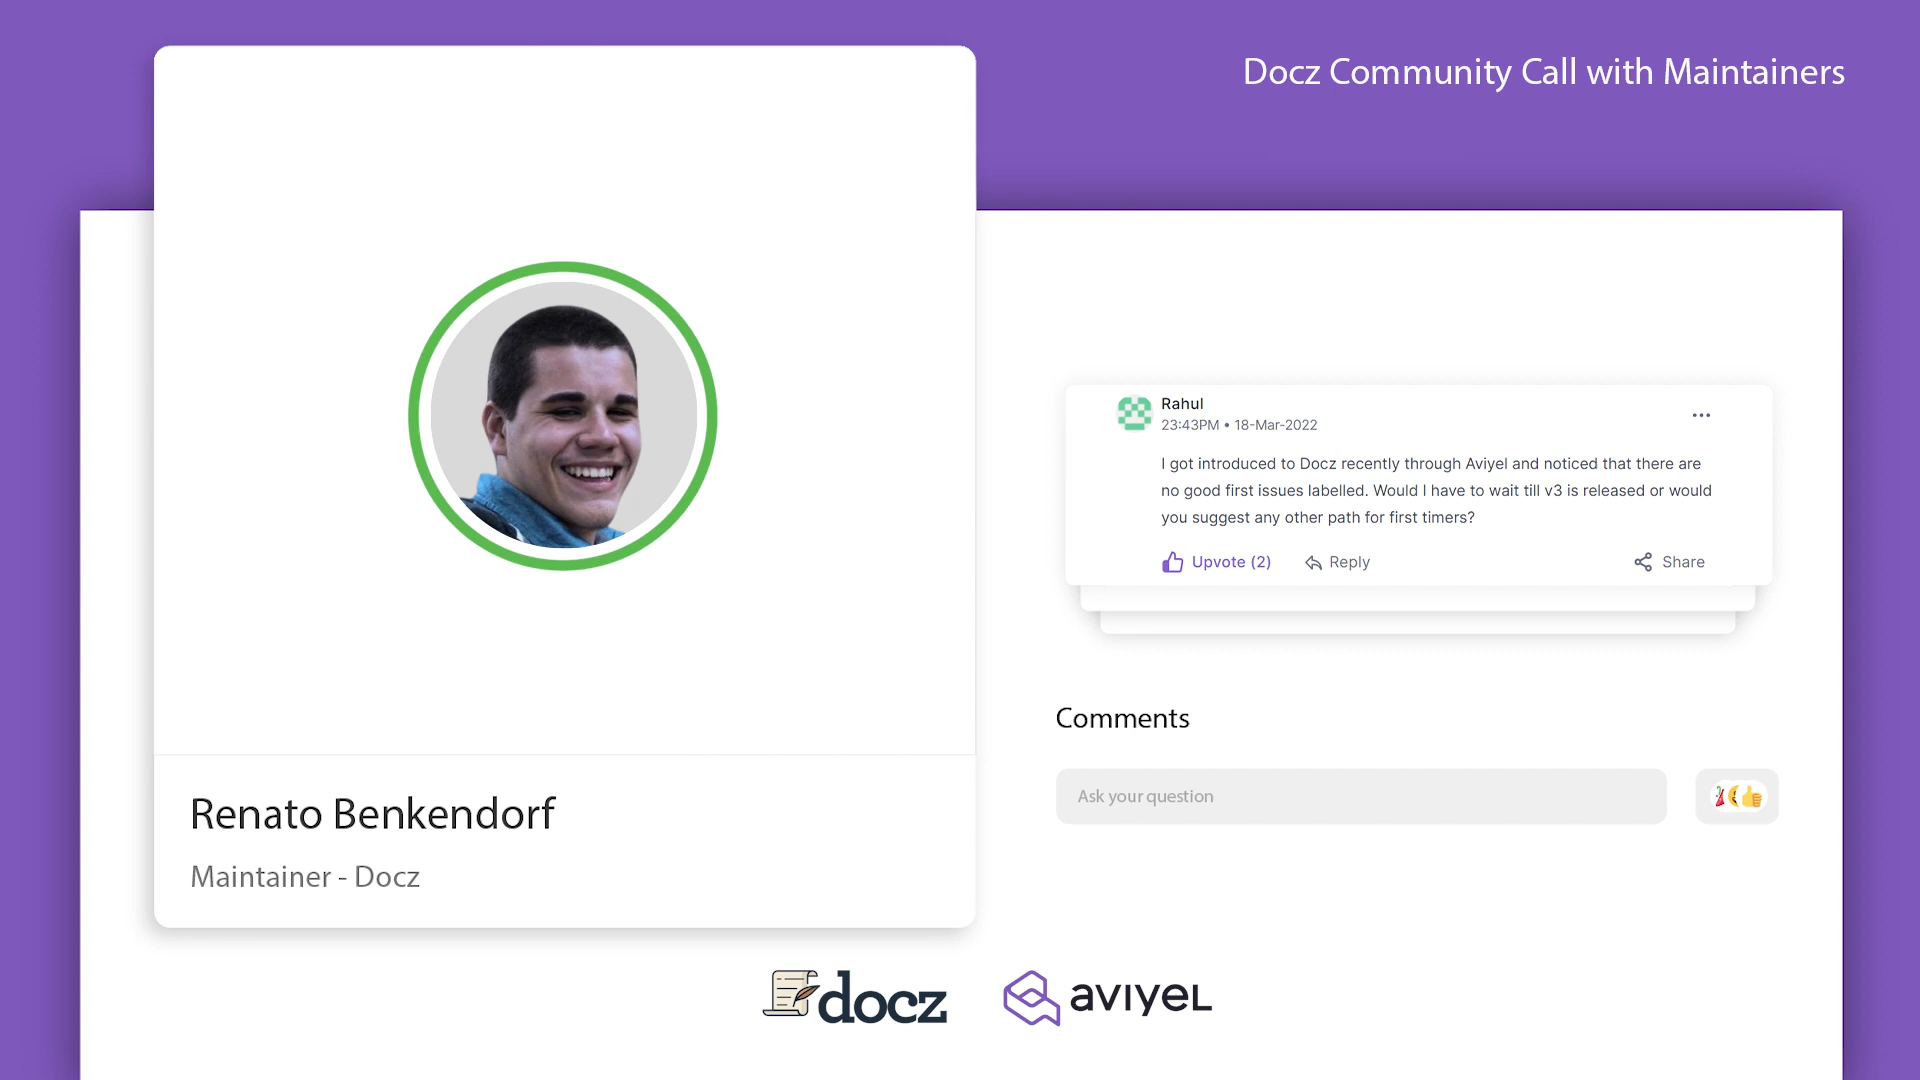 Docz Community Call with Maintainers
Rahul
23:43PM • 18-Mar-2022
I got introduced to Docz recently through Aviyel and noticed that there are
no good first issues labelled. Would I have to wait till v3 is released or would
you suggest any other path for first timers?
Upvote (2) Reply Share
Comments
Ask your question
Renato Benkendorf
Maintainer - Docz
docz aviyel